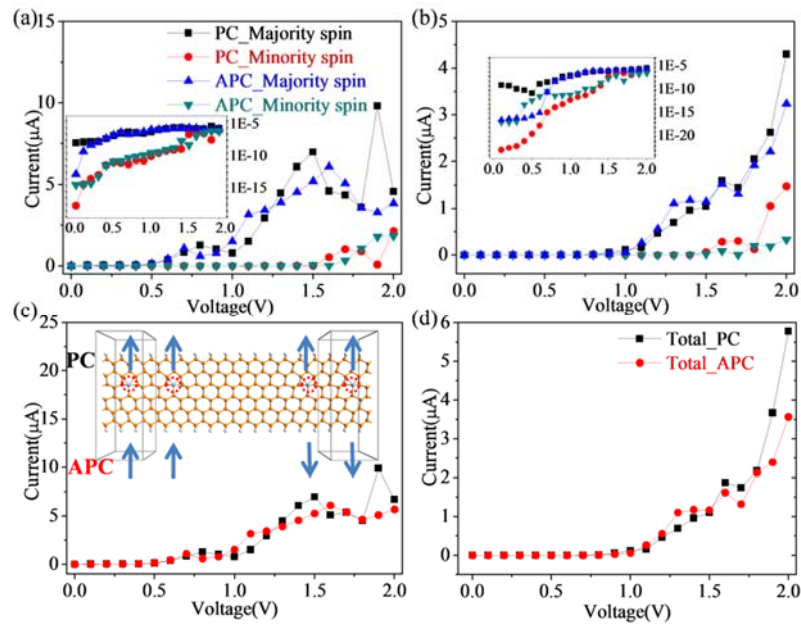 (a)
PC_Majority spin
PC_Minority spin
APC_Majority spin
APC_Minority spin
15
10
5
0
Current(μA)
1E-5
1E-10
1E-15
0.0 0.5 1.0 1.5 2.0
0.0 0.5 1.0 1.5 2.0
Voltage(V)
(b)
5
4
3
2
1
0
Current(μA)
1E-5
1E-10
1E-15
1E-20
0.0 0.5 1.0 1.5 2.0
0.0 0.5 1.0 1.5 2.0
Voltage(V)
(c)
25
20
15
10
5
0
Current(μA)
PC
APC
0.0 0.5 1.0 1.5 2.0
Voltage(V)
(d)
Total_PC
Total_APC
6
5
4
3
2
1
0
Current(μA)
0.0 0.5 1.0 1.5 2.0
Voltage(V)